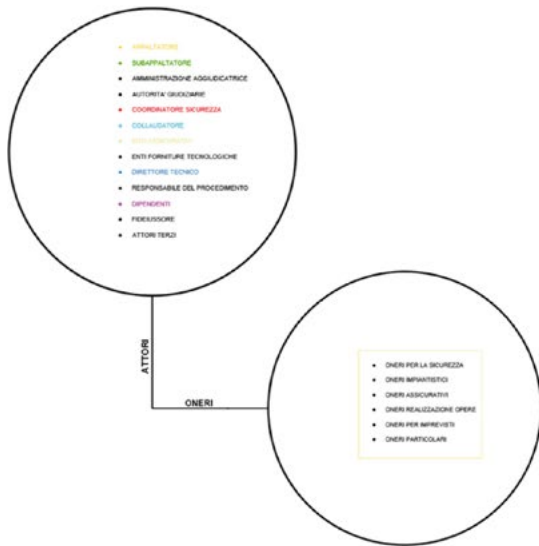 APPALTATORE
SUBAPPALTATORE
AMMINISTRAZIONE AGGIUDICATRICE
AUTORITA' GIUDIZIARIE
COORDINATORE SICUREZZA
COLLAUDATORE
ENTI FORNITURE TECNOLOGICHE
DIRETTORE TECNICO
RESPONSABILE DEL PROCEDIMENTO
DIPENDENTI
FIDEIUSSORE
ATTORI TERZI
ATTORI
ONERI
ONERI PER LA SICUREZZA
ONERI IMPIANTISTICI
ONERI ASSICURATIVI
ONERI REALIZZAZIONE OPERE
ONERI PER IMPREVISTI
ONERI PARTICOLARI